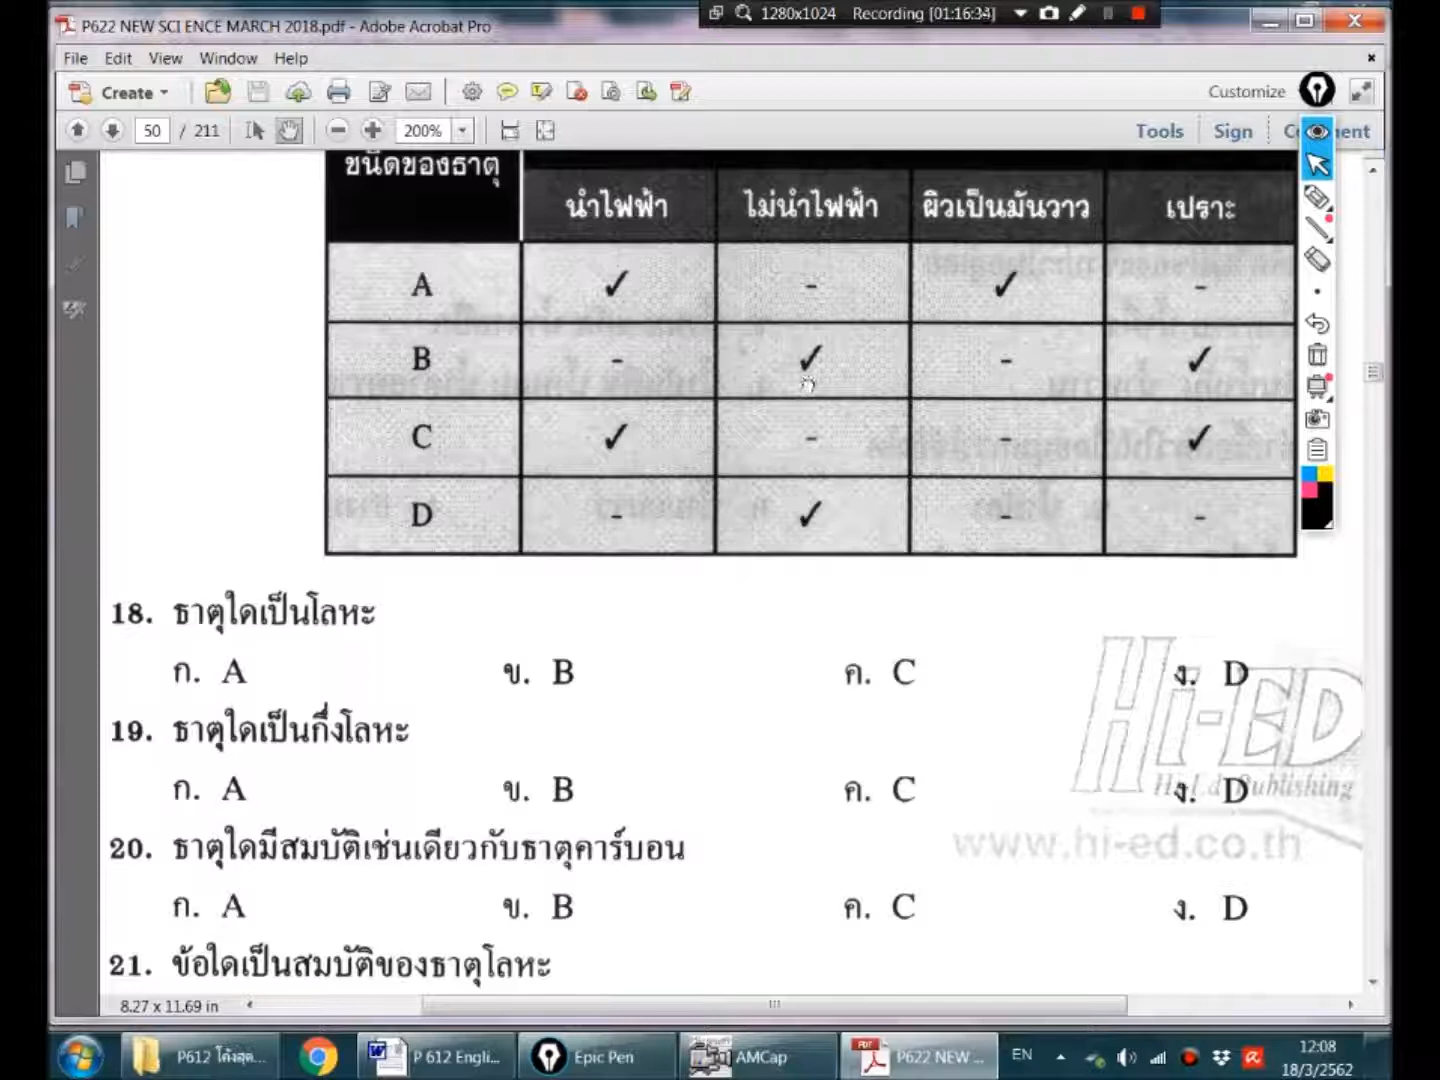 1280x1024 Recording [01:16:34]
P622 NEW SCI ENCE MARCH 2018.pdf - Adobe Acrobat Pro
File Edit View Window Help
Create Customize
50 / 211 200% Tools Sign Comment
ชนิดของธาตุ
นำไฟฟ้า ไม่นำไฟฟ้า ผิวเป็นมันวาว เปราะ
A ✓ - ✓ -
B - ✓ - ✓
C ✓ - - ✓
D - ✓ - -
18. ธาตุใดเป็นโลหะ
ก. A ข. B ค. C ง. D
19. ธาตุใดเป็นกึ่งโลหะ
ก. A ข. B ค. C ง. D
20. ธาตุใดมีสมบัติเช่นเดียวกับธาตุคาร์บอน
ก. A ข. B ค. C ง. D
21. ข้อใดเป็นสมบัติของธาตุโลหะ
Hi-ED
Hi-Ed Publishing
www.hi-ed.co.th
8.27 x 11.69 in
P612 โค้งสุด... P 612 Engli... Epic Pen AMCap P622 NEW ... EN 12:08
18/3/2562